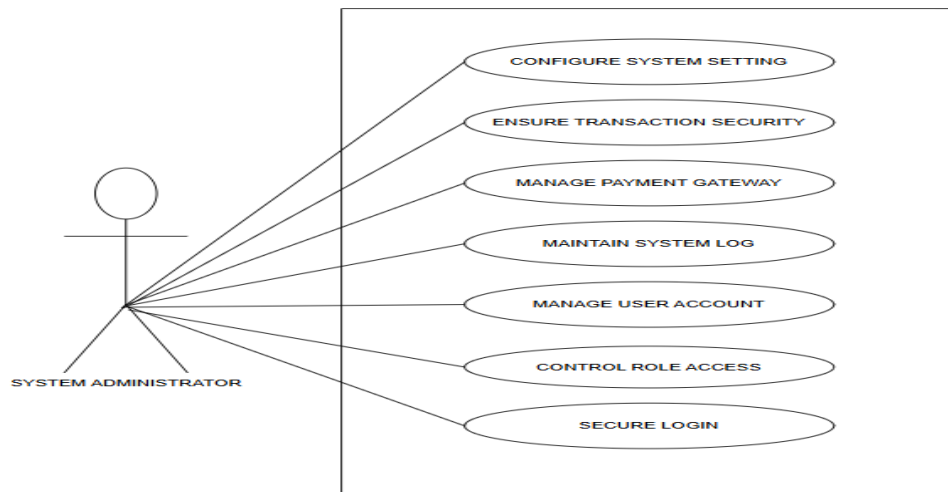 CONFIGURE SYSTEM SETTING
ENSURE TRANSACTION SECURITY
MANAGE PAYMENT GATEWAY
MAINTAIN SYSTEM LOG
MANAGE USER ACCOUNT
CONTROL ROLE ACCESS
SYSTEM ADMINISTRATOR
SECURE LOGIN